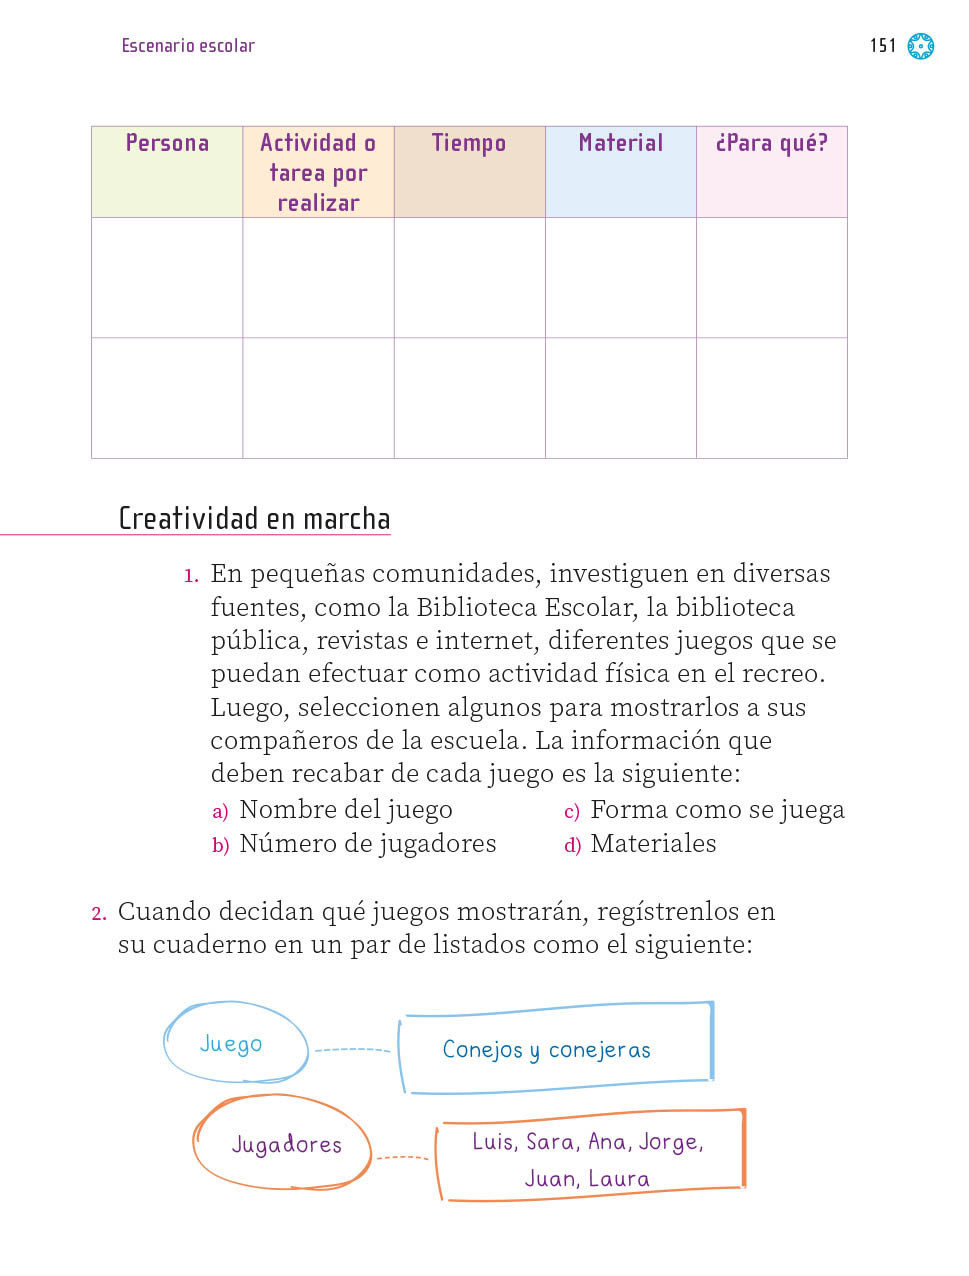 Escenario escolar
151
Persona
Actividad o
tarea por
realizar
Tiempo
Material
¿Para qué?
Creatividad en marcha
1. En pequeñas comunidades, investiguen en diversas
fuentes, como la Biblioteca Escolar, la biblioteca
pública, revistas e internet, diferentes juegos que se
puedan efectuar como actividad física en el recreo.
Luego, seleccionen algunos para mostrarlos a sus
compañeros de la escuela. La información que
deben recabar de cada juego es la siguiente:
a) Nombre del juego
b) Número de jugadores
c) Forma como se juega
d) Materiales
2. Cuando decidan qué juegos mostrarán, regístrenlos en
su cuaderno en un par de listados como el siguiente:
Juego
Conejos y conejeras
Jugadores
Luis, Sara, Ana, Jorge,
Juan, Laura